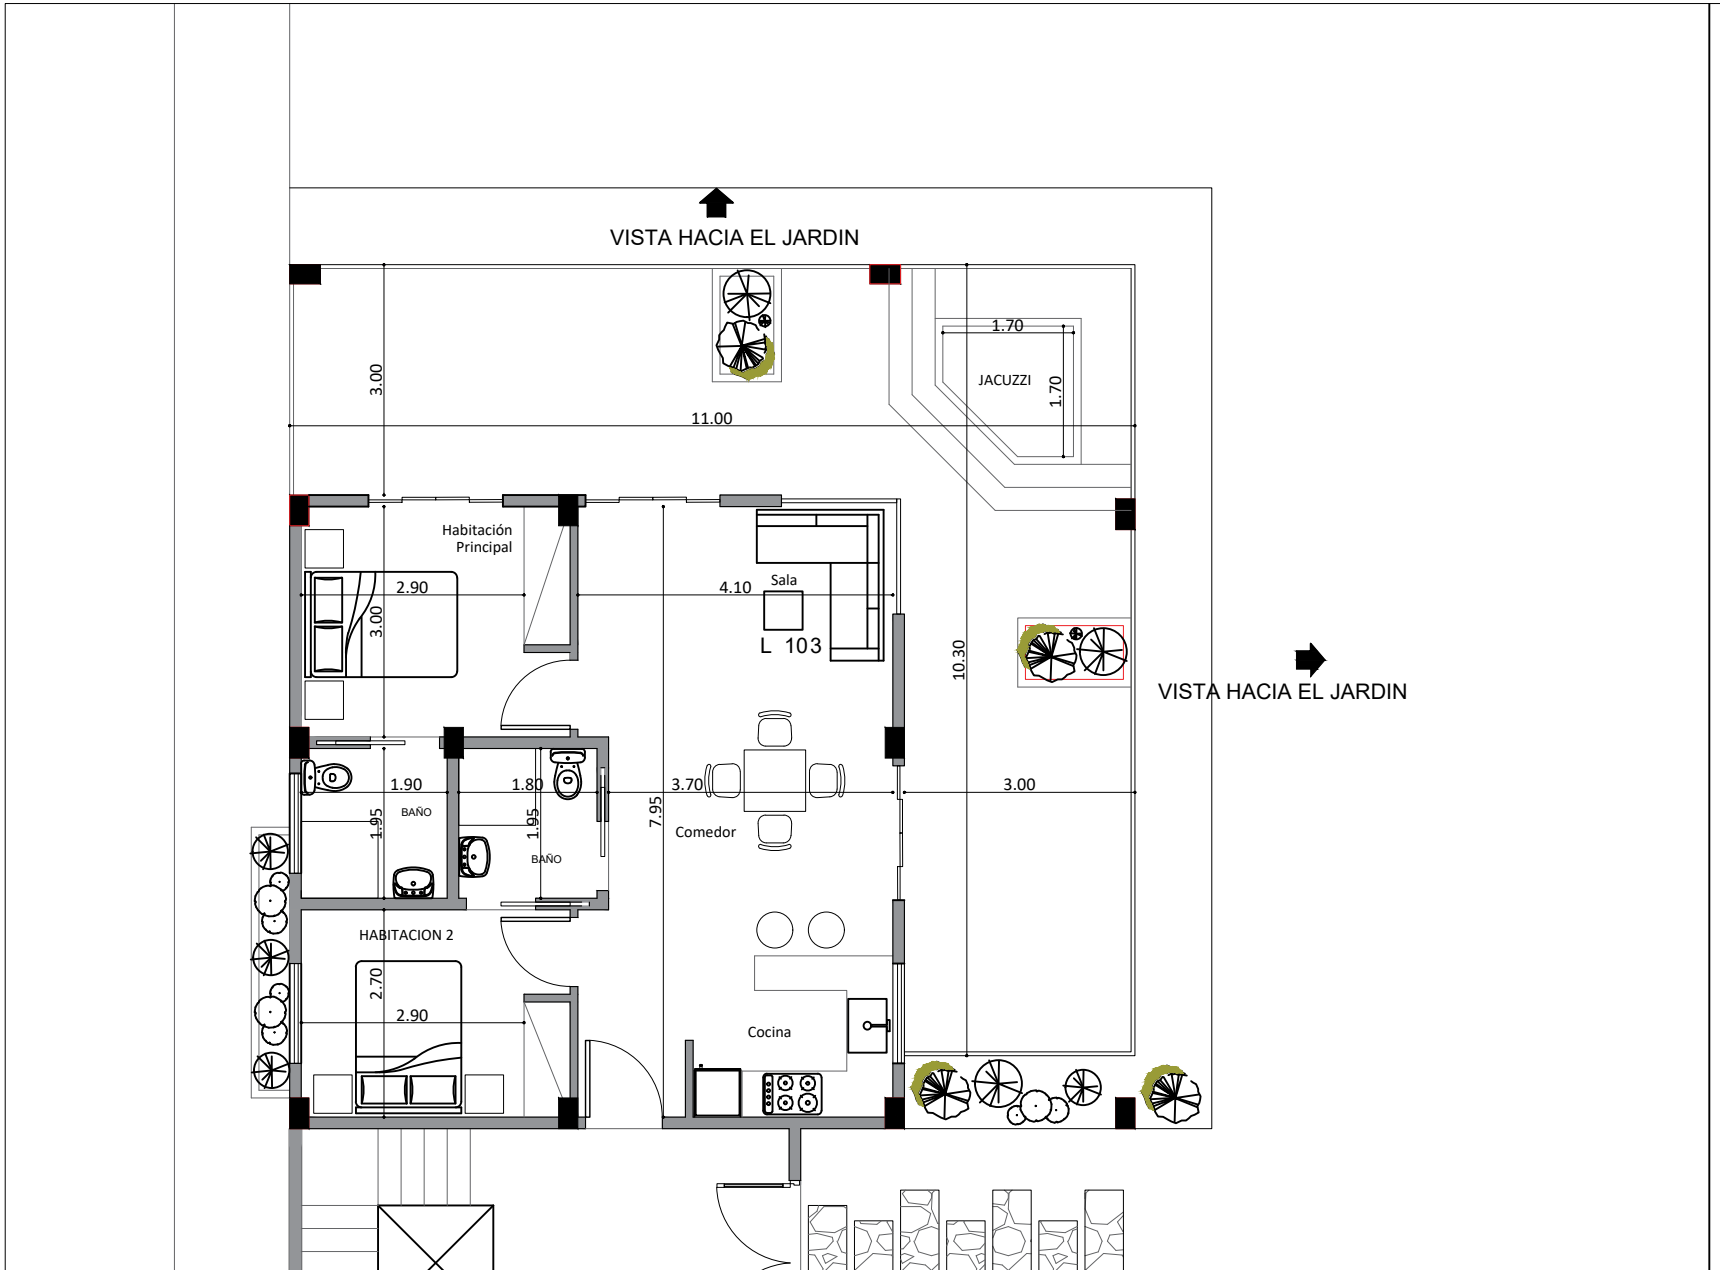 VISTA HACIA EL JARDIN
1.70
3.00
JACUZZI
1.70
11.00
Habitación
Principal
2.90
4.10
Sala
3.00
L 103
10.30
VISTA HACIA EL JARDIN
1.90
1.80
3.70
3.00
7.95
1.95
BAÑO
1.95
Comedor
BAÑO
HABITACION 2
2.70
2.90
Cocina